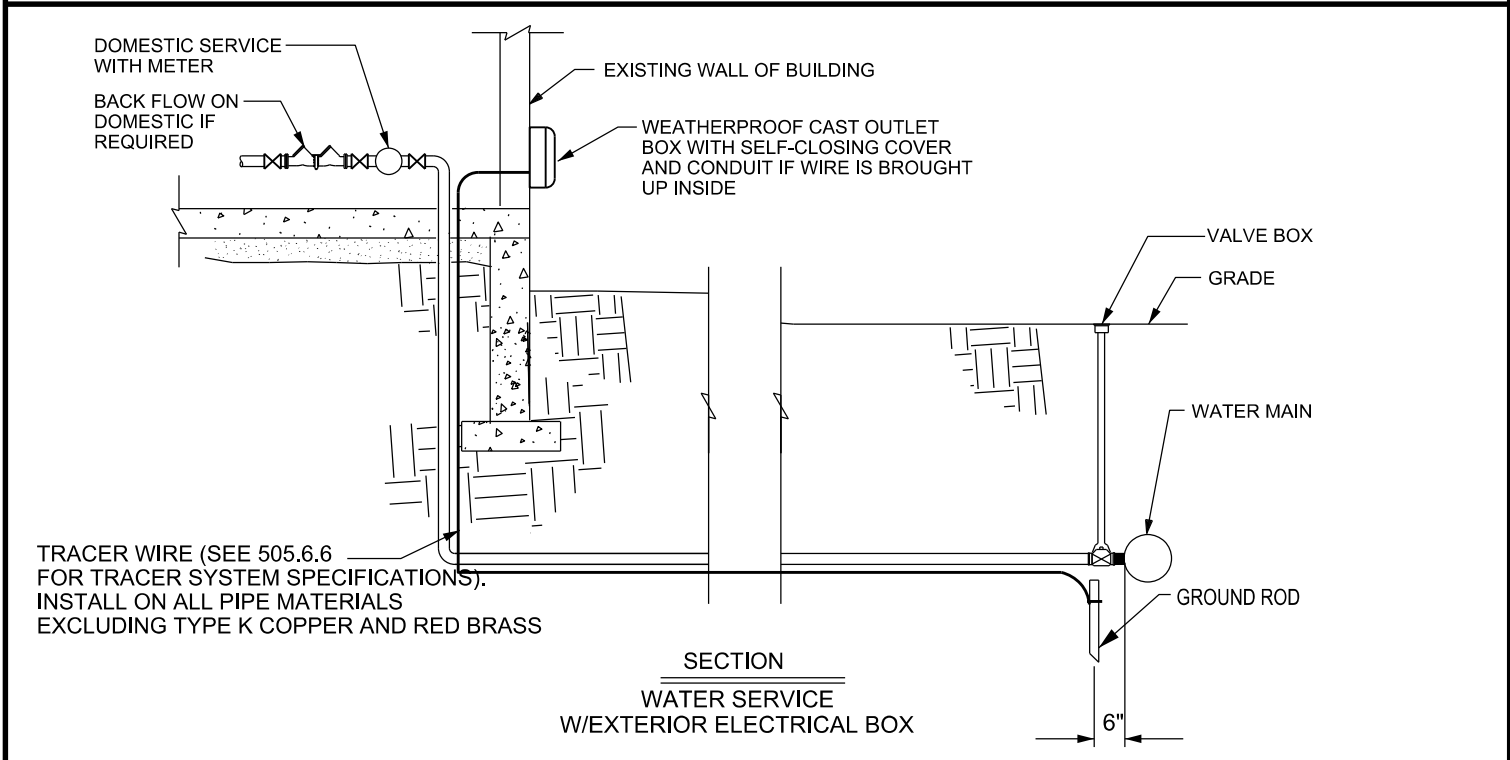 DOMESTIC SERVICE
WITH METER
BACK FLOW ON
DOMESTIC IF
REQUIRED
EXISTING WALL OF BUILDING
WEATHERPROOF CAST OUTLET
BOX WITH SELF-CLOSING COVER
AND CONDUIT IF WIRE IS BROUGHT
UP INSIDE
VALVE BOX
GRADE
WATER MAIN
TRACER WIRE (SEE 505.6.6
FOR TRACER SYSTEM SPECIFICATIONS).
INSTALL ON ALL PIPE MATERIALS
EXCLUDING TYPE K COPPER AND RED BRASS
GROUND ROD
SECTION
WATER SERVICE
W/EXTERIOR ELECTRICAL BOX
6"